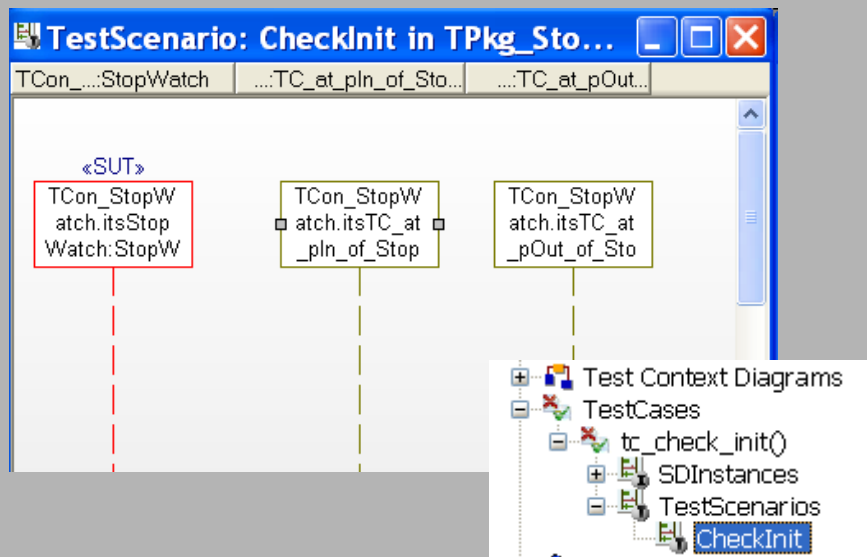 TestScenario: CheckInit in TPkg_Sto...
TCon_...:StopWatch ...:TC_at_pIn_of_Sto... ...:TC_at_pOut...
«SUT»
TCon_StopW
atch.itsStop
Watch:StopW
TCon_StopW
atch.itsTC_at
_pIn_of_Stop
TCon_StopW
atch.itsTC_at
_pOut_of_Sto
Test Context Diagrams
TestCases
tc_check_init()
SDInstances
TestScenarios
CheckInit